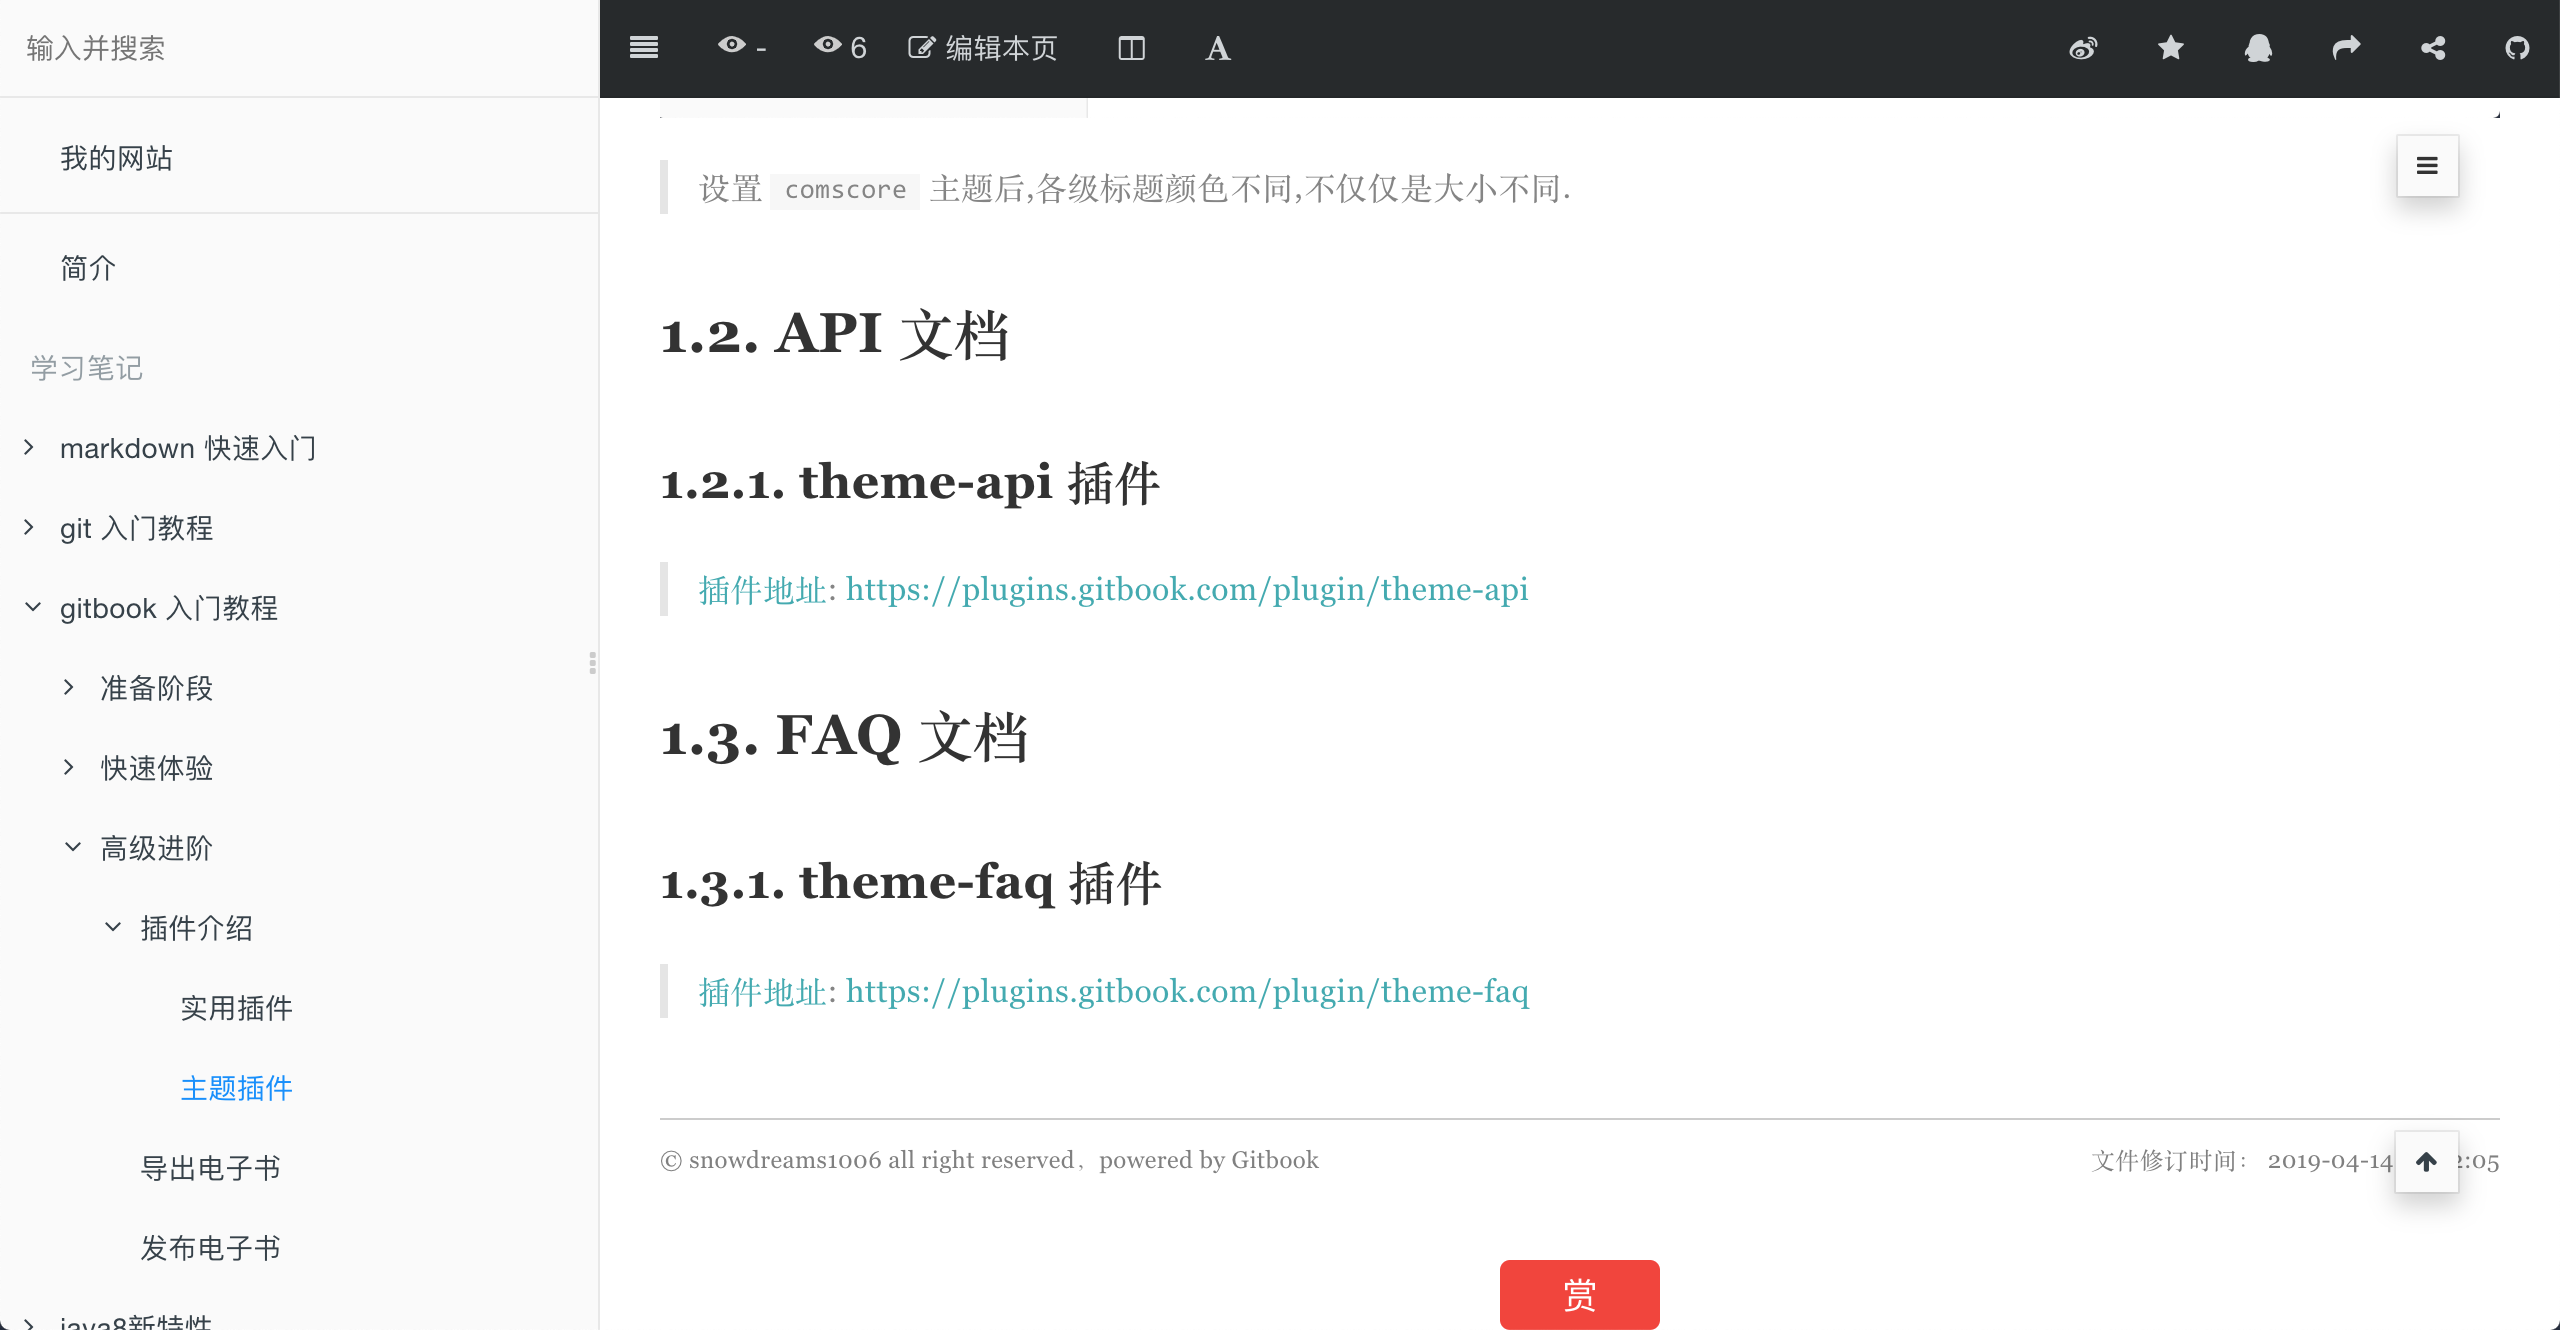 输入并搜索
我的网站
简介
学习笔记
markdown 快速入门
git 入门教程
gitbook 入门教程
准备阶段
快速体验
高级进阶
插件介绍
实用插件
主题插件
导出电子书
发布电子书
java8新特性
- 6 编辑本页 A
设置 comscore 主题后,各级标题颜色不同,不仅仅是大小不同.
1.2. API 文档
1.2.1. theme-api 插件
插件地址: https://plugins.gitbook.com/plugin/theme-api
1.3. FAQ 文档
1.3.1. theme-faq 插件
插件地址: https://plugins.gitbook.com/plugin/theme-faq
© snowdreams1006 all right reserved，powered by Gitbook
文件修订时间： 2019-04-14 2:05
赏